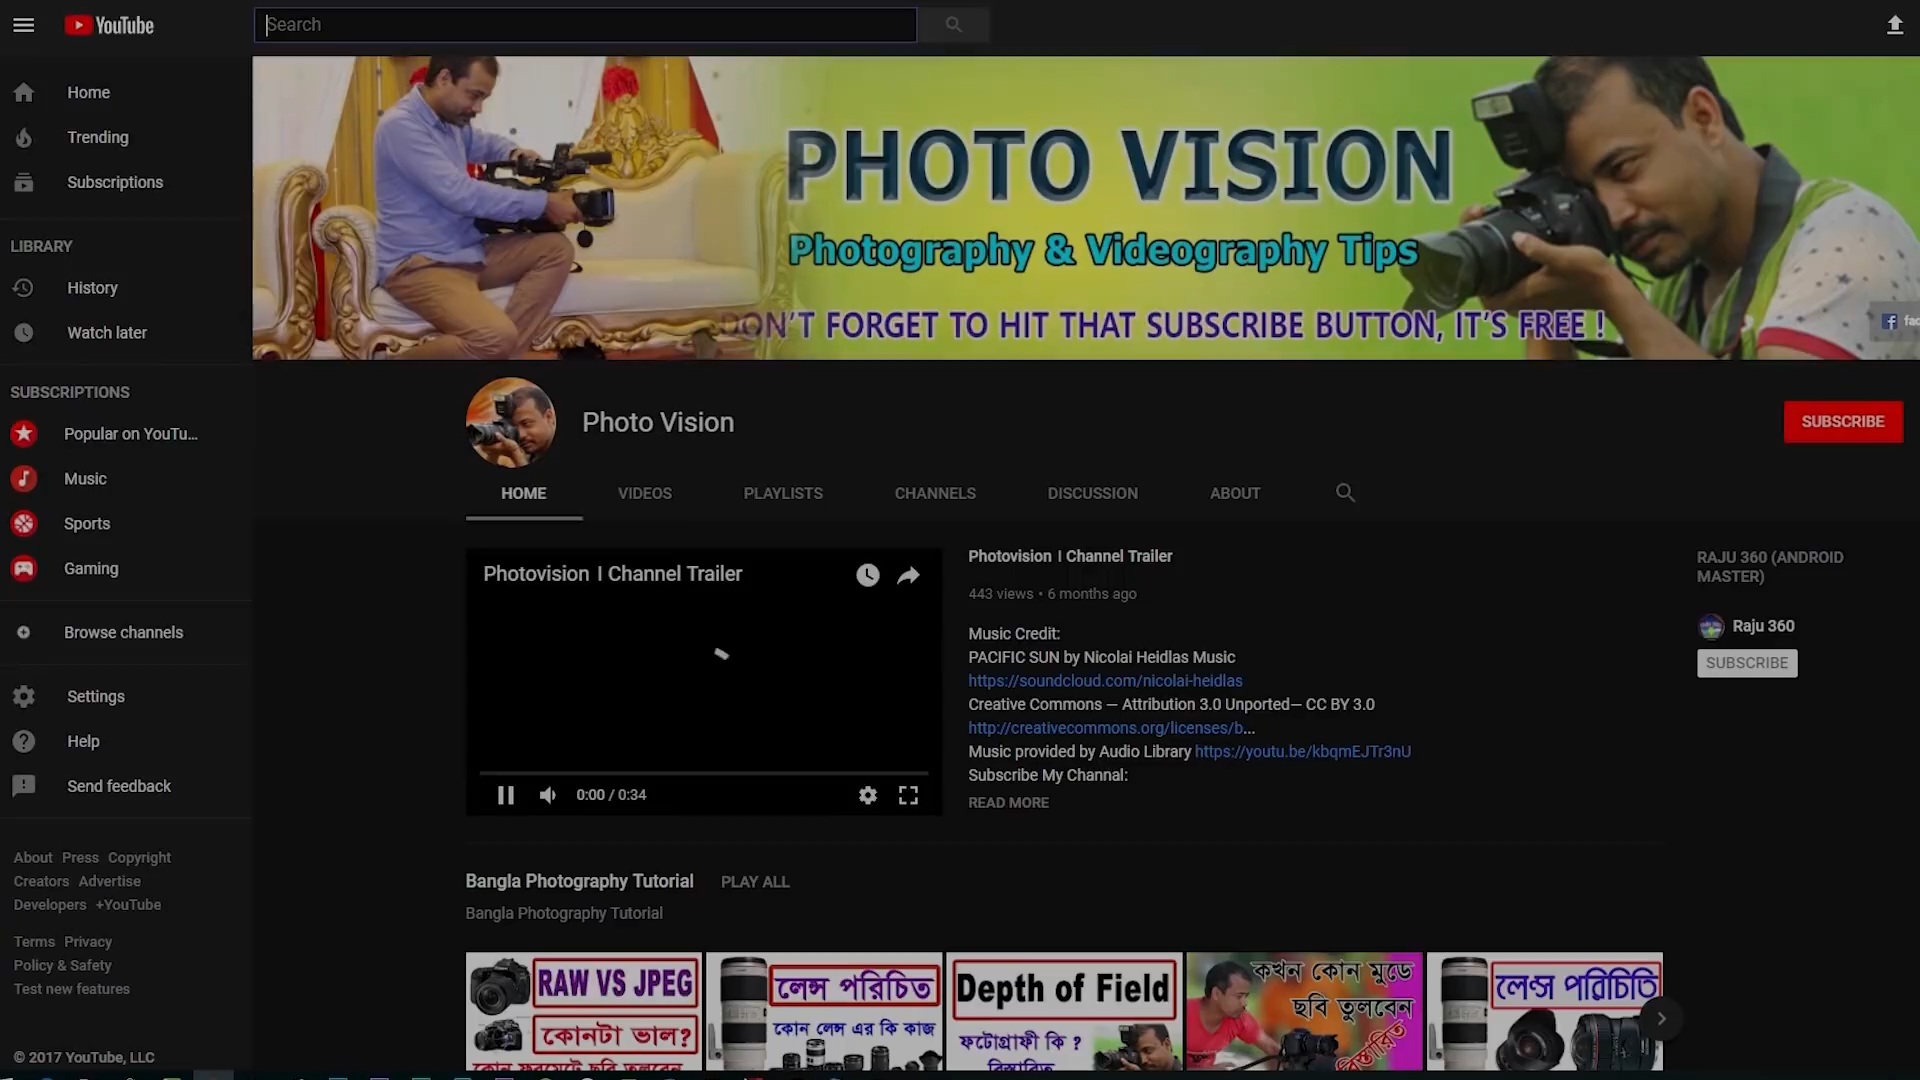 YouTube
Search
Home
Trending
Subscriptions
LIBRARY
History
Watch later
SUBSCRIPTIONS
Popular on YouTu...
Music
Sports
Gaming
Browse channels
Settings
Help
Send feedback
About Press Copyright
Creators Advertise
Developers +YouTube
Terms Privacy
Policy & Safety
Test new features
© 2017 YouTube, LLC
PHOTO VISION
Photography & Videography Tips
DON'T FORGET TO HIT THAT SUBSCRIBE BUTTON, IT'S FREE !
Photo Vision
SUBSCRIBE
HOME VIDEOS PLAYLISTS CHANNELS DISCUSSION ABOUT
Photovision । Channel Trailer
0:00 / 0:34
Photovision । Channel Trailer
443 views • 6 months ago
Music Credit:
PACIFIC SUN by Nicolai Heidlas Music
https://soundcloud.com/nicolai-heidlas
Creative Commons — Attribution 3.0 Unported— CC BY 3.0
http://creativecommons.org/licenses/b...
Music provided by Audio Library https://youtu.be/kbqmEJTr3nU
Subscribe My Channal:
READ MORE
RAJU 360 (ANDROID
MASTER)
Raju 360
SUBSCRIBE
Bangla Photography Tutorial PLAY ALL
Bangla Photography Tutorial
RAW VS JPEG
কোনটা ভাল?
লেন্স পরিচিত
কোন লেন্স এর কি কাজ
Depth of Field
ফটোগ্রাফী কি ?
কখন কোন মুডে
ছবি তুলবেন
বিস্তারিত
লেন্স পরিচিতি